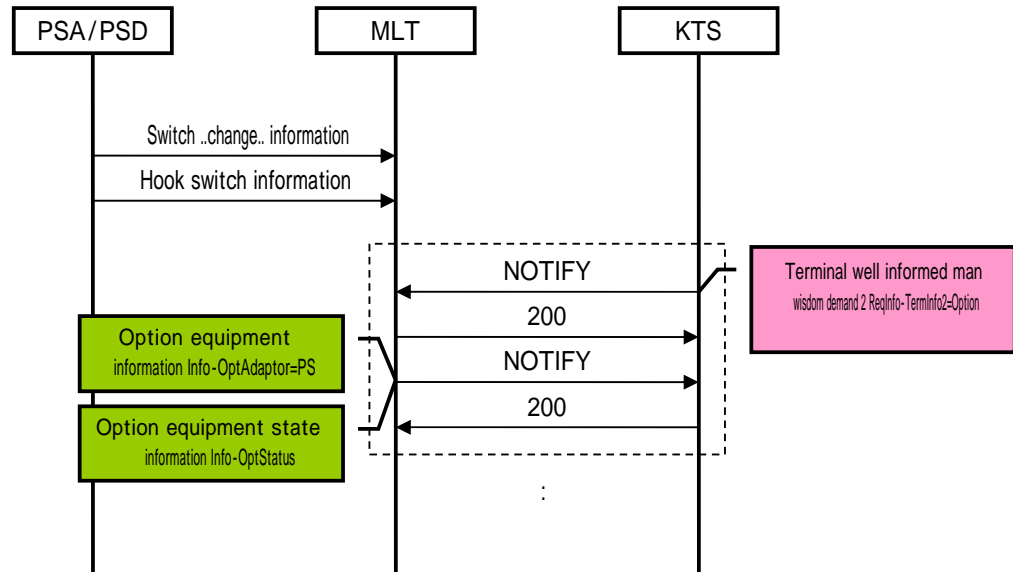 PSA/PSD
MLT
KTS
Switch ..change.. information
Hook switch information
NOTIFY
Terminal well informed man
wisdom demand 2 ReqInfo-TermInfo2=Option
200
Option equipment
information Info-OptAdaptor=PS
NOTIFY
200
Option equipment state
information Info-OptStatus
: